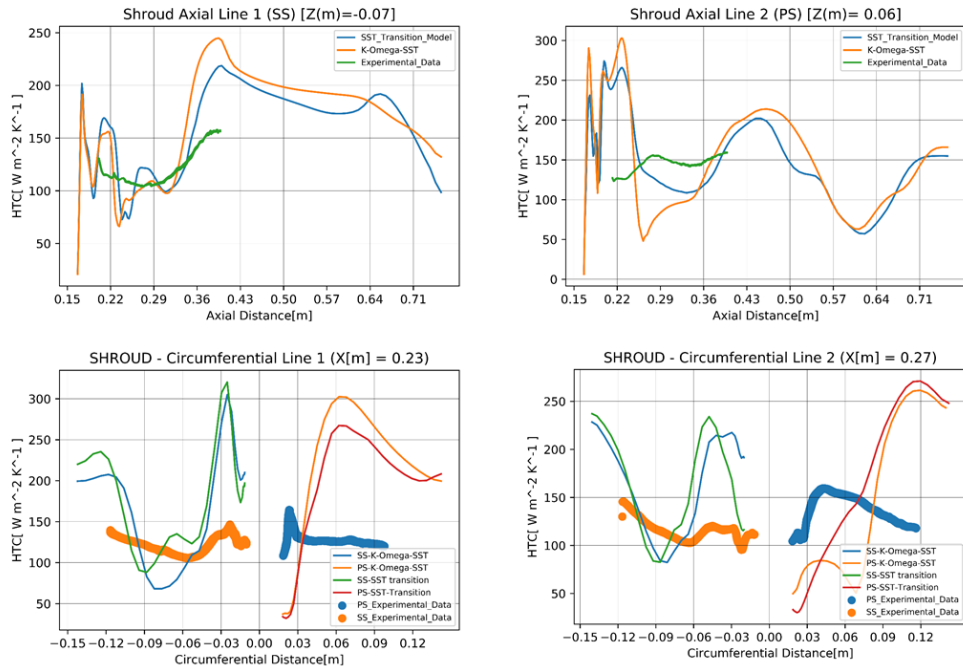 Shroud Axial Line 1 (SS) [Z(m)=-0.07]
HTC[ W m^-2 K^-1 ]
250
200
150
100
50
0.15 0.22 0.29 0.36 0.43 0.50 0.57 0.64 0.71
Axial Distance[m]
SST_Transition_Model
K-Omega-SST
Experimental_Data
Shroud Axial Line 2 (PS) [Z(m)= 0.06]
HTC[ W m^-2 K^-1 ]
300
250
200
150
100
50
0
0.15 0.22 0.29 0.36 0.43 0.50 0.57 0.64 0.71
Axial Distance[m]
SST_Transition_Model
K-Omega-SST
Experimental_Data
SHROUD - Circumferential Line 1 (X[m] = 0.23)
HTC[ W m^-2 K^-1 ]
300
250
200
150
100
50
−0.15 −0.12 −0.09 −0.06 −0.03 0.00 0.03 0.06 0.09 0.12
Circumferential Distance[m]
SS-K-Omega-SST
PS-K-Omega-SST
SS-SST transition
PS-SST-Transition
PS_Experimental_Data
SS_Experimental_Data
SHROUD - Circumferential Line 2 (X[m] = 0.27)
HTC[ W m^-2 K^-1 ]
250
200
150
100
50
−0.15 −0.12 −0.09 −0.06 −0.03 0.00 0.03 0.06 0.09 0.12
Circumferential Distance[m]
SS-K-Omega-SST
PS-K-Omega-SST
SS-SST transition
PS-SST-Transition
PS_Experimental_Data
SS_Experimental_Data